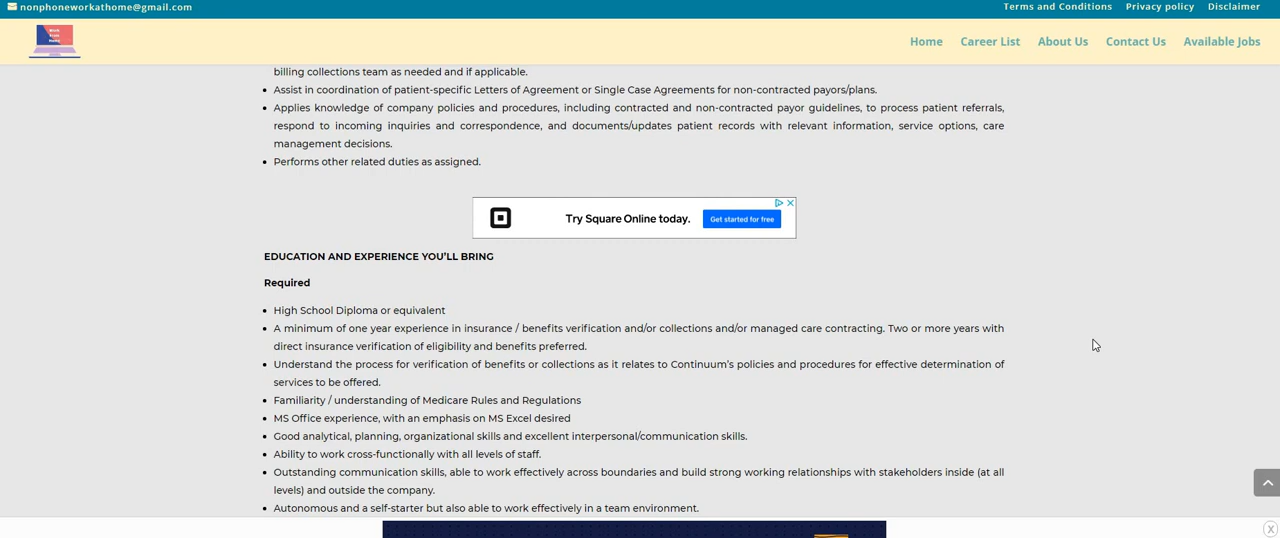 nonphoneworkathome@gmail.com
Terms and Conditions Privacy policy Disclaimer
Work From Home
Home Career List About Us Contact Us Available Jobs
billing collections team as needed and if applicable.
Assist in coordination of patient-specific Letters of Agreement or Single Case Agreements for non-contracted payors/plans.
Applies knowledge of company policies and procedures, including contracted and non-contracted payor guidelines, to process patient referrals,
respond to incoming inquiries and correspondence, and documents/updates patient records with relevant information, service options, care
management decisions.
Performs other related duties as assigned.
Try Square Online today. Get started for free
EDUCATION AND EXPERIENCE YOU’LL BRING
Required
High School Diploma or equivalent
A minimum of one year experience in insurance / benefits verification and/or collections and/or managed care contracting. Two or more years with
direct insurance verification of eligibility and benefits preferred.
Understand the process for verification of benefits or collections as it relates to Continuum’s policies and procedures for effective determination of
services to be offered.
Familiarity / understanding of Medicare Rules and Regulations
MS Office experience, with an emphasis on MS Excel desired
Good analytical, planning, organizational skills and excellent interpersonal/communication skills.
Ability to work cross-functionally with all levels of staff.
Outstanding communication skills, able to work effectively across boundaries and build strong working relationships with stakeholders inside (at all
levels) and outside the company.
Autonomous and a self-starter but also able to work effectively in a team environment.
X